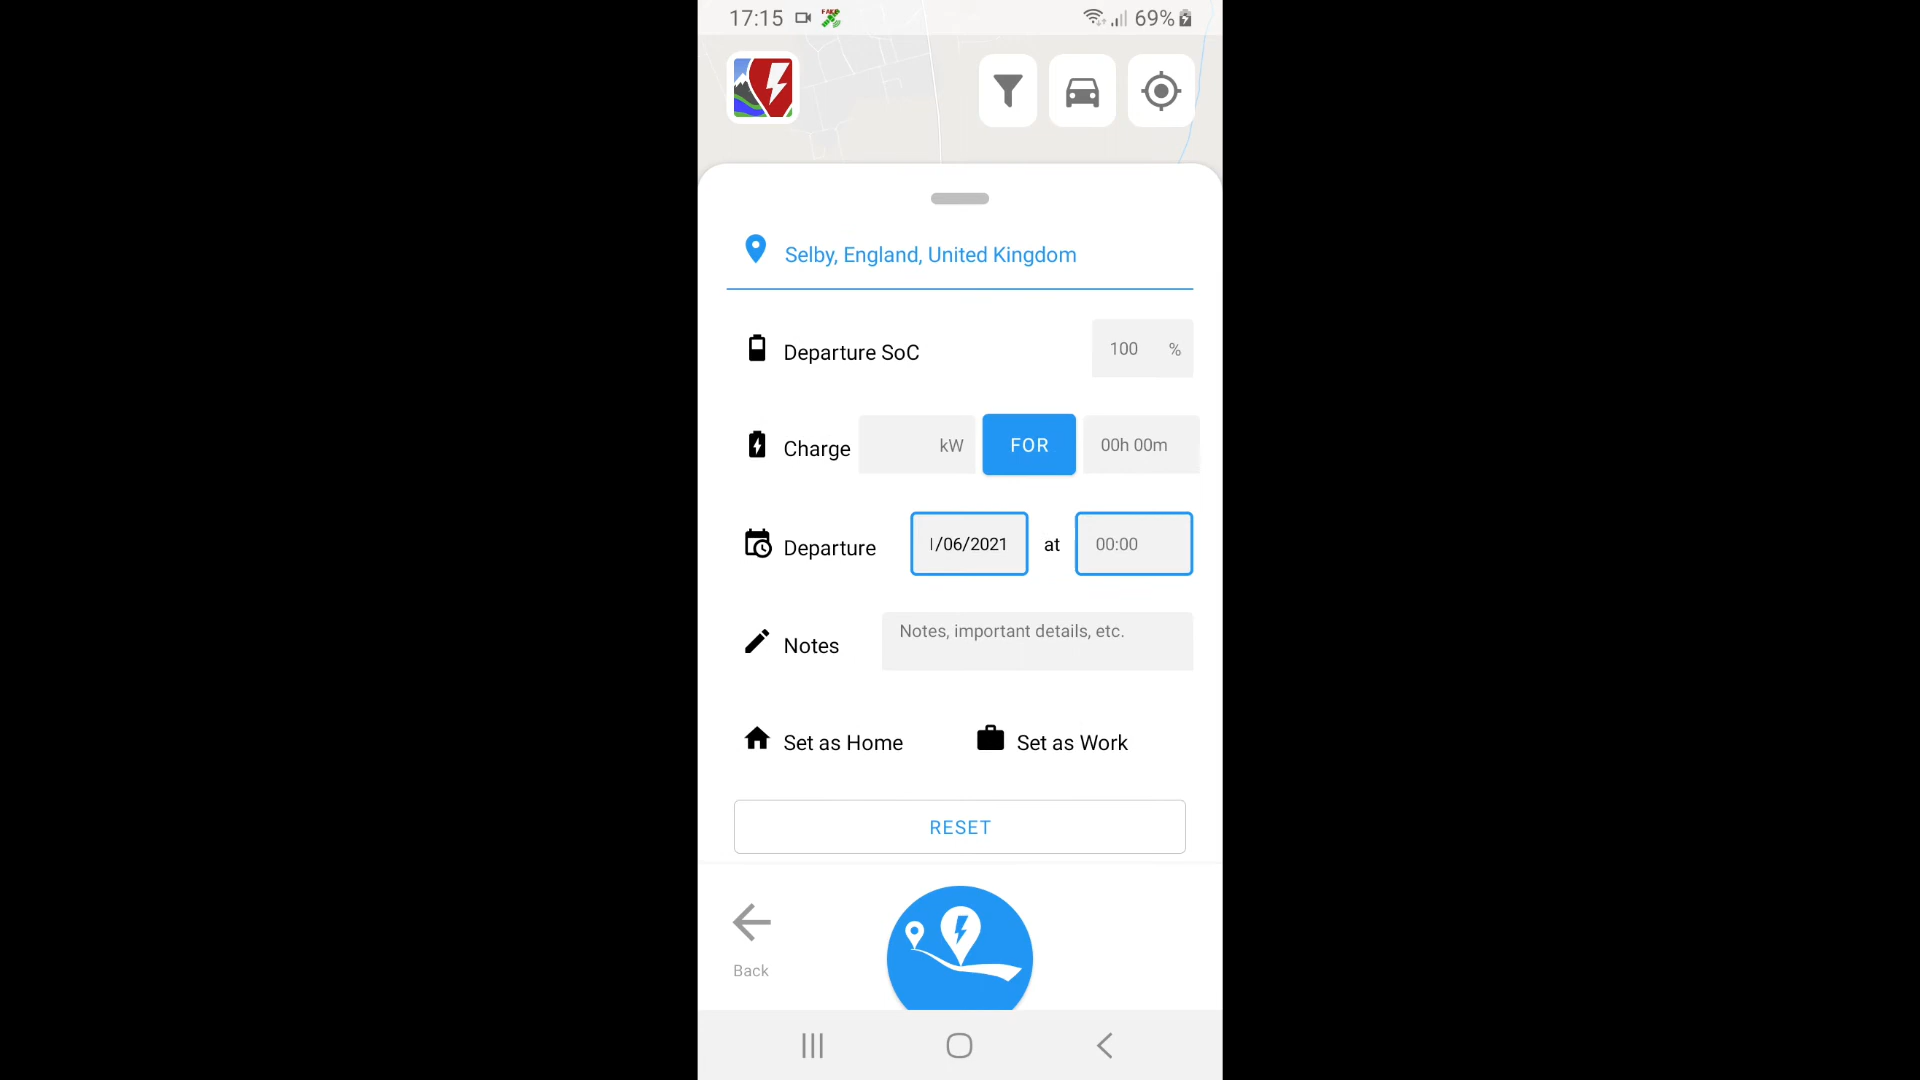 17:15 FAKE 69%
Selby, England, United Kingdom
Departure SoC 100 %
Charge kW FOR 00h 00m
Departure /06/2021 at 00:00
Notes Notes, important details, etc.
Set as Home Set as Work
RESET
Back